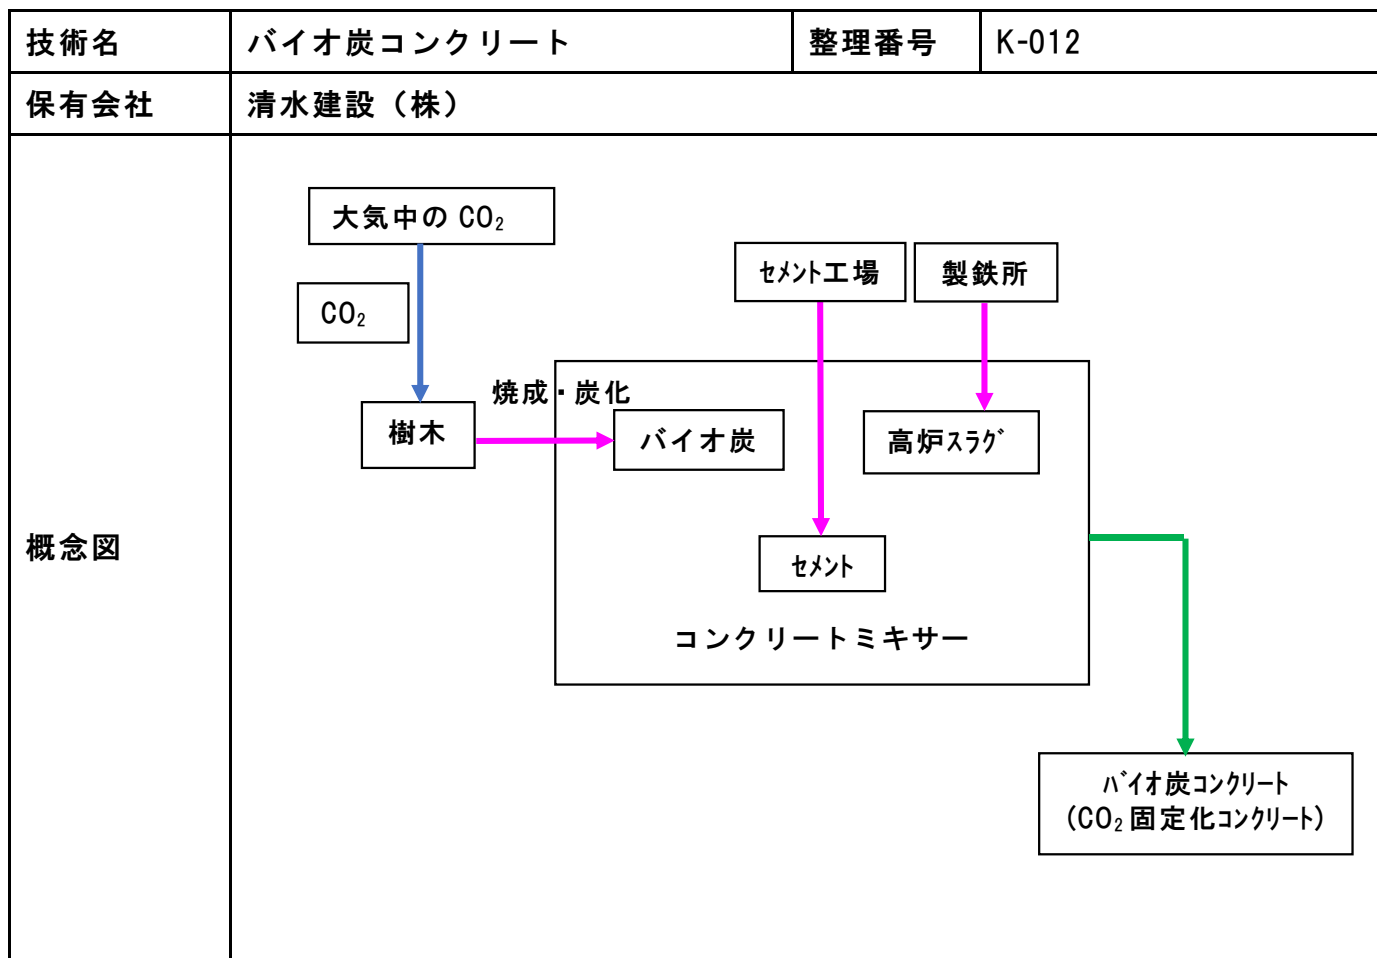 技術名 バイオ炭コンクリート 整理番号 K-012
保有会社 清水建設（株）
概念図
大気中の CO₂
CO₂
樹木
焼成・炭化
セメント工場
製鉄所
バイオ炭
高炉スラグ
セメント
コンクリートミキサー
バイオ炭コンクリート
(CO₂固定化コンクリート)